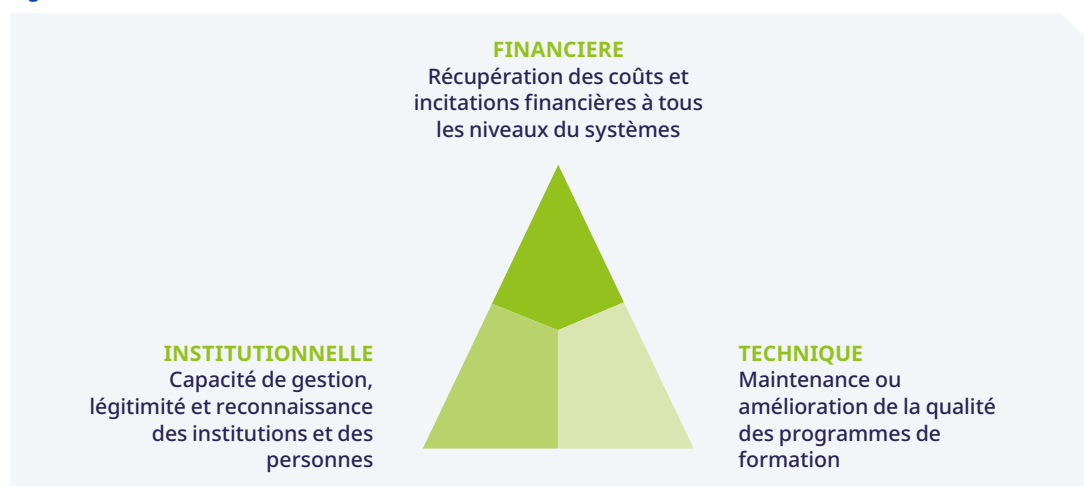 FINANCIERE
Récupération des coûts et
incitations financières à tous
les niveaux du systèmes
INSTITUTIONNELLE
Capacité de gestion,
légitimité et reconnaissance
des institutions et des
personnes
TECHNIQUE
Maintenance ou
amélioration de la qualité
des programmes de
formation